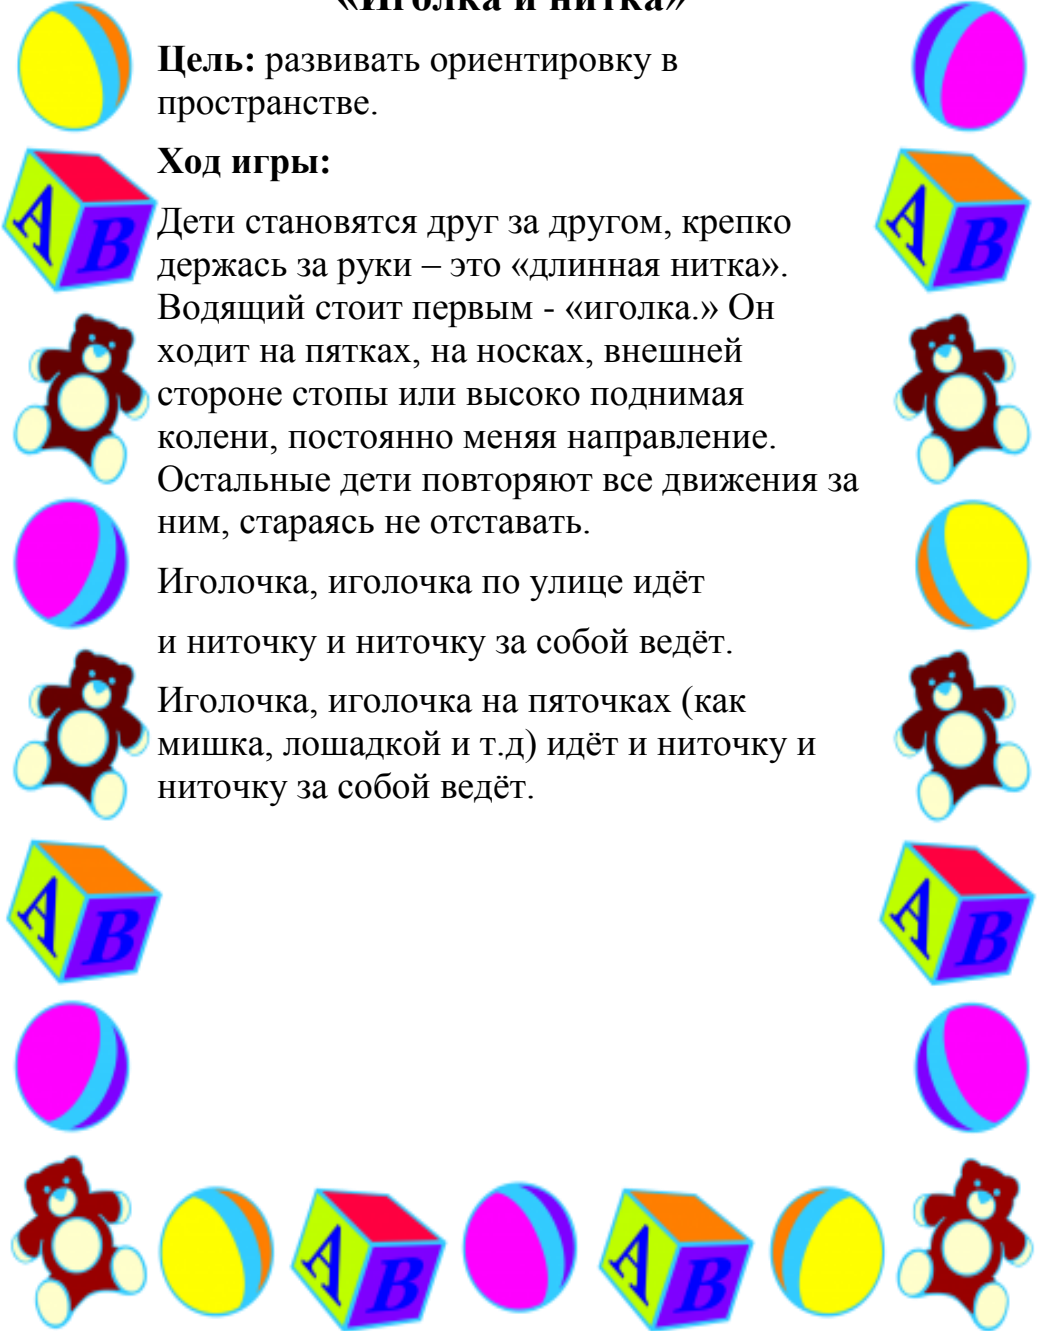 «Иголка и нитка»
Цель: развивать ориентировку в
пространстве.
Ход игры:
Дети становятся друг за другом, крепко
держась за руки – это «длинная нитка».
Водящий стоит первым - «иголка.» Он
ходит на пятках, на носках, внешней
стороне стопы или высоко поднимая
колени, постоянно меняя направление.
Остальные дети повторяют все движения за
ним, стараясь не отставать.
Иголочка, иголочка по улице идёт
и ниточку и ниточку за собой ведёт.
Иголочка, иголочка на пяточках (как
мишка, лошадкой и т.д) идёт и ниточку и
ниточку за собой ведёт.
A B
A B
A B
A B
A B
A B